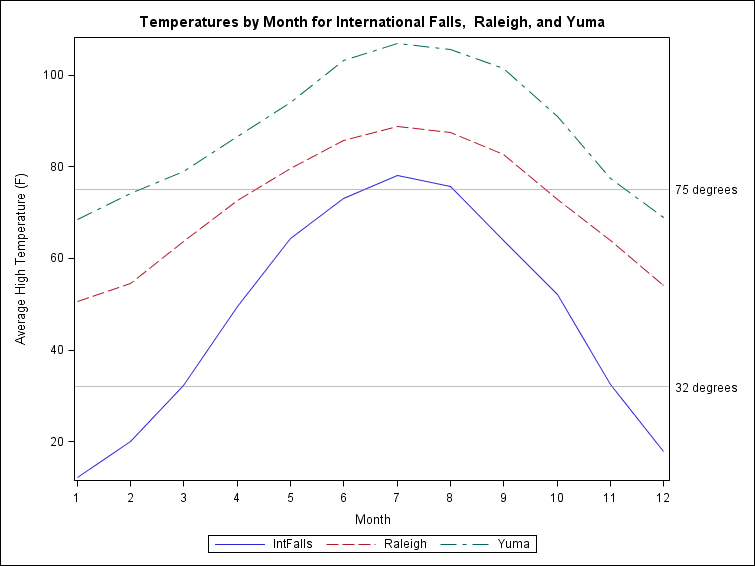 Temperatures by Month for International Falls,  Raleigh, and Yuma
Average High Temperature (F)
100
80
60
40
20
75 degrees
32 degrees
1 2 3 4 5 6 7 8 9 10 11 12
Month
IntFalls Raleigh Yuma